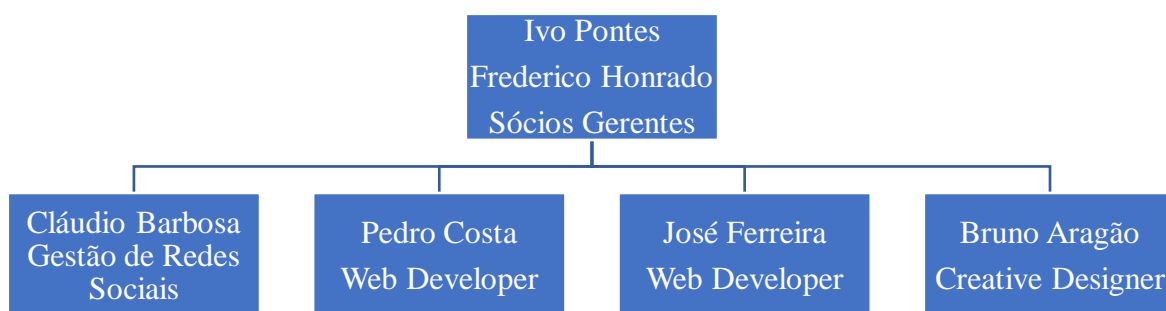 Ivo Pontes
Frederico Honrado
Sócios Gerentes
Cláudio Barbosa
Gestão de Redes
Sociais
Pedro Costa
Web Developer
José Ferreira
Web Developer
Bruno Aragão
Creative Designer